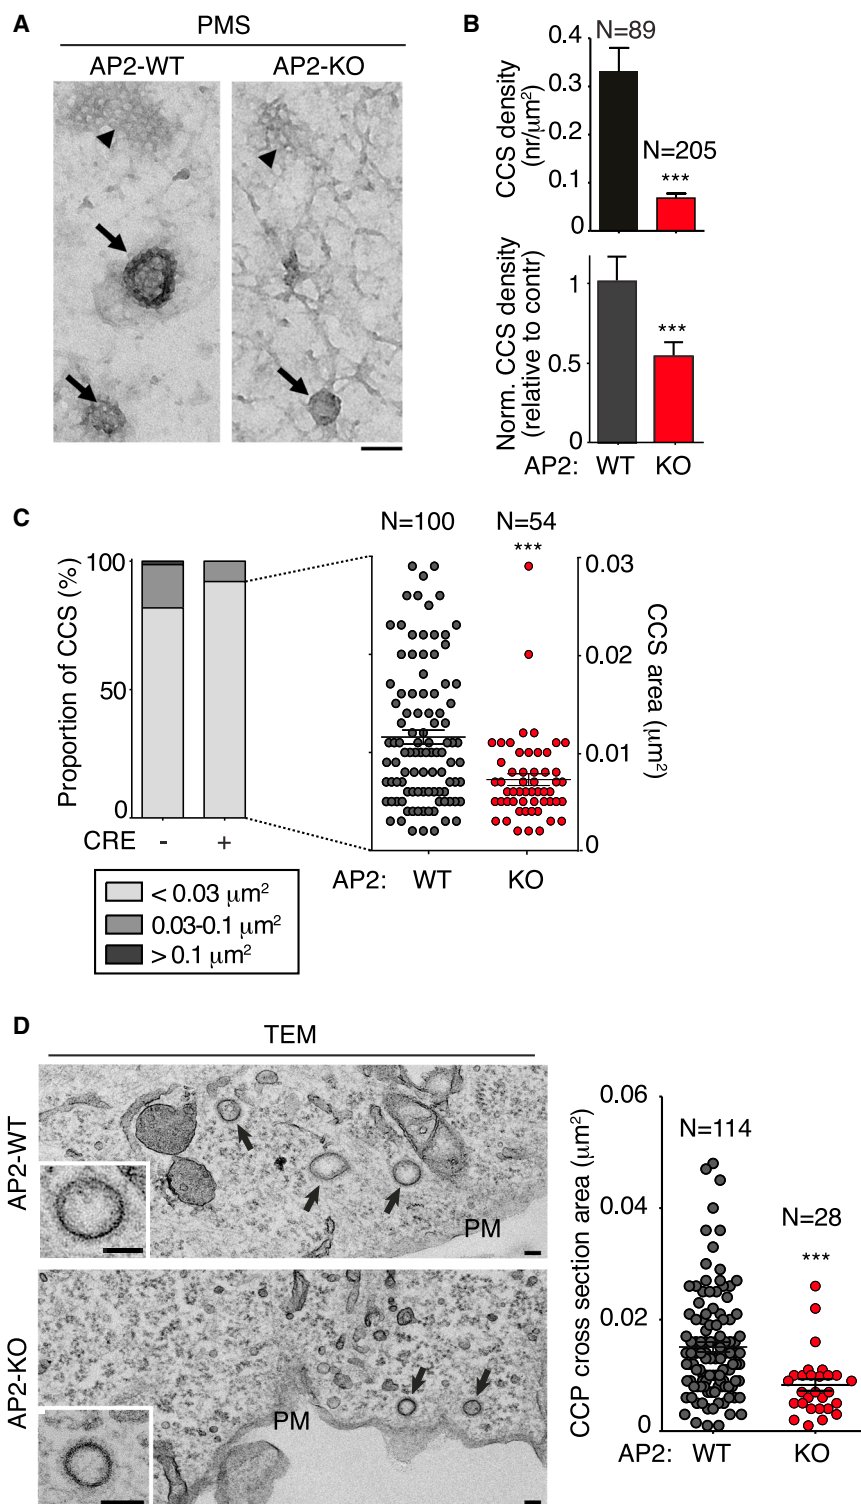 A
PMS
AP2-WT
AP2-KO
B
N=89
0.4
0.3
0.2
0.1
0
CCS density
(nr/μm²)
N=205
***
1
0.5
0
Norm. CCS density
(relative to contr)
***
AP2: WT KO
C
100
50
0
Proportion of CCS (%)
CRE - +
< 0.03 μm²
0.03-0.1 μm²
> 0.1 μm²
N=100
N=54
***
0.03
0.02
0.01
0
CCS area (μm²)
AP2: WT KO
D
TEM
AP2-WT
PM
AP2-KO
PM
0.06
0.04
0.02
0
CCP cross section area (μm²)
N=114
N=28
***
AP2: WT KO